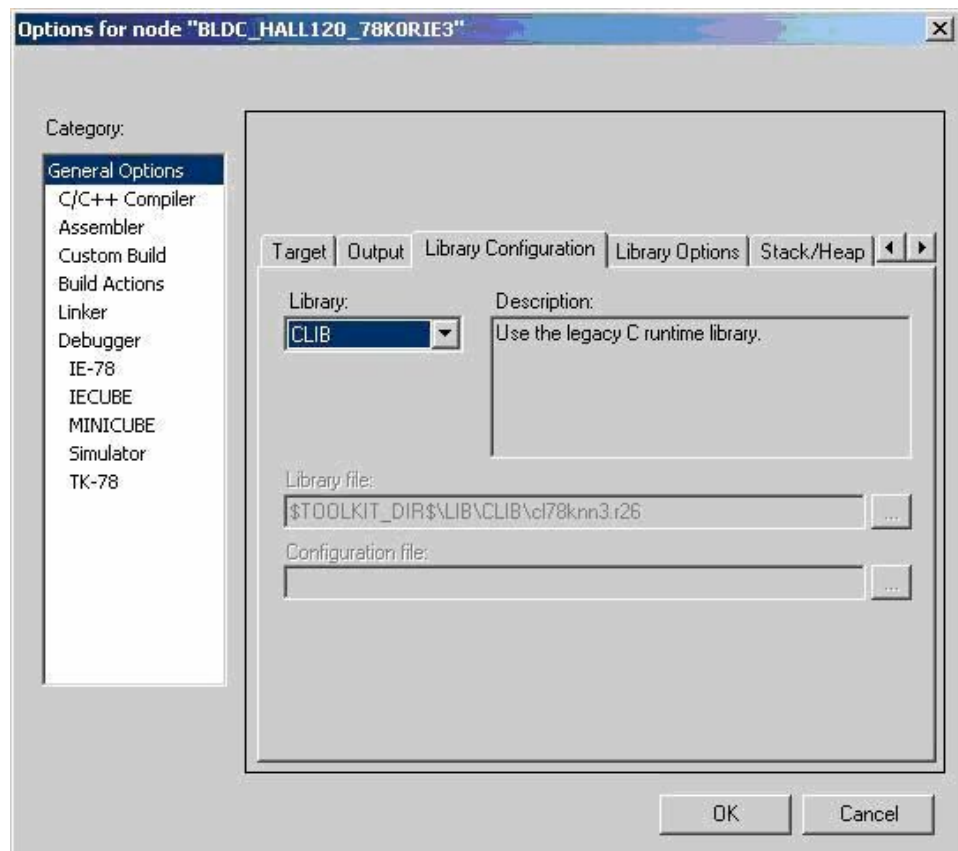 Options for node "BLDC_HALL120_78K0RIE3"
Category:
General Options
C/C++ Compiler
Assembler
Custom Build
Build Actions
Linker
Debugger
IE-78
IECUBE
MINICUBE
Simulator
TK-78
Target Output Library Configuration Library Options Stack/Heap
Library:
CLIB
Description:
Use the legacy C runtime library.
Library file:
$TOOLKIT_DIR$\LIB\CLIB\cl78knn3.r26
...
Configuration file:
...
OK Cancel